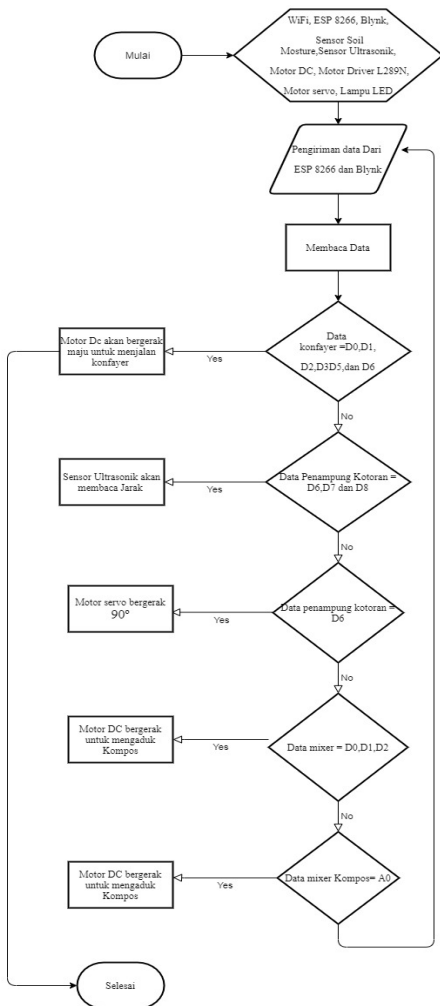 Mulai
WiFi, ESP 8266, Blynk,
Sensor Soil
Mosture,Sensor Ultrasonik,
Motor DC, Motor Driver L289N,
Motor servo, Lampu LED
Pengiriman data Dari
ESP 8266 dan Blynk
Membaca Data
Data
konfayer =D0,D1,
D2,D3D5,dan D6
Yes
Motor Dc akan bergerak
maju untuk menjalan
konfayer
No
Data Penampung Kotoran =
D6,D7 dan D8
Yes
Sensor Ultrasonik akan
membaca Jarak
No
Data penampung kotoran =
D6
Yes
Motor servo bergerak
90°
No
Data mixer = D0,D1,D2
Yes
Motor DC bergerak
untuk mengaduk
Kompos
No
Data mixer Kompos= A0
Yes
Motor DC bergerak
untuk mengaduk
Kompos
Selesai